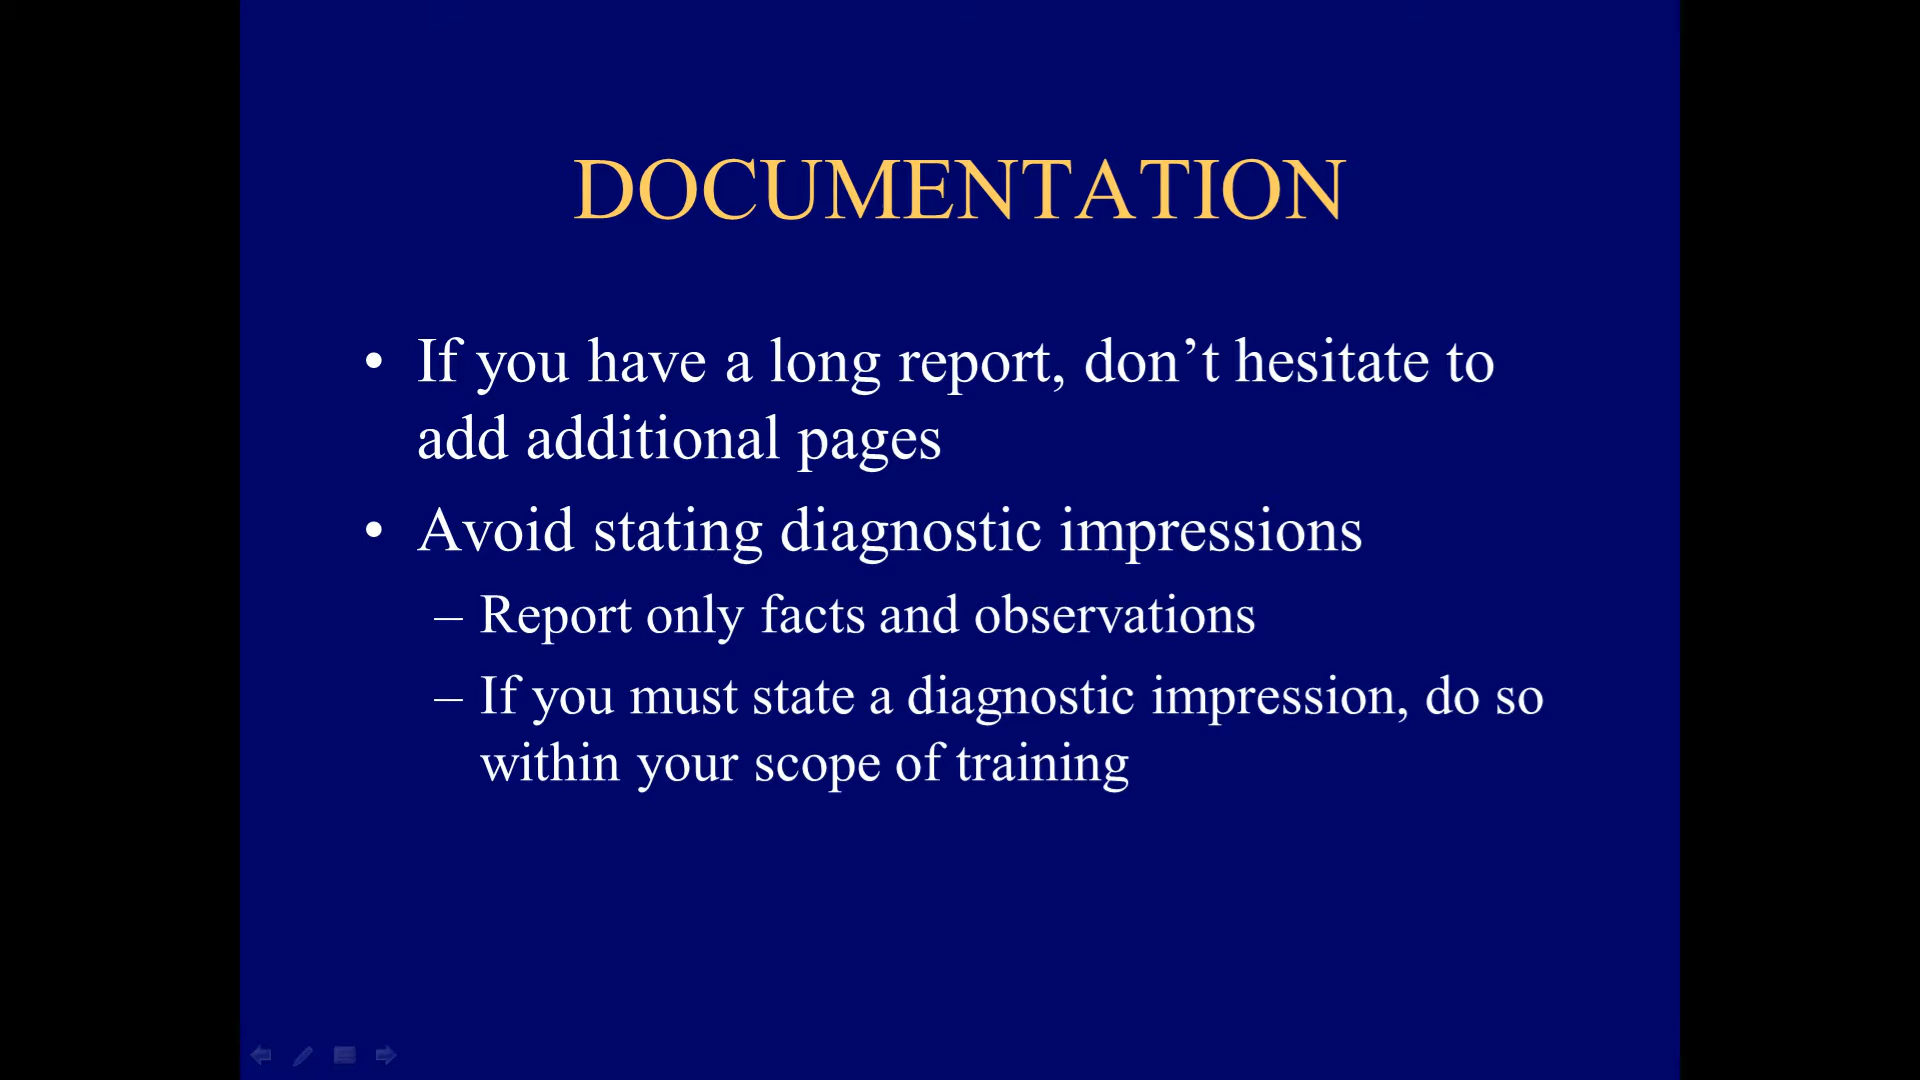 DOCUMENTATION
• If you have a long report, don’t hesitate to
add additional pages
• Avoid stating diagnostic impressions
– Report only facts and observations
– If you must state a diagnostic impression, do so
within your scope of training